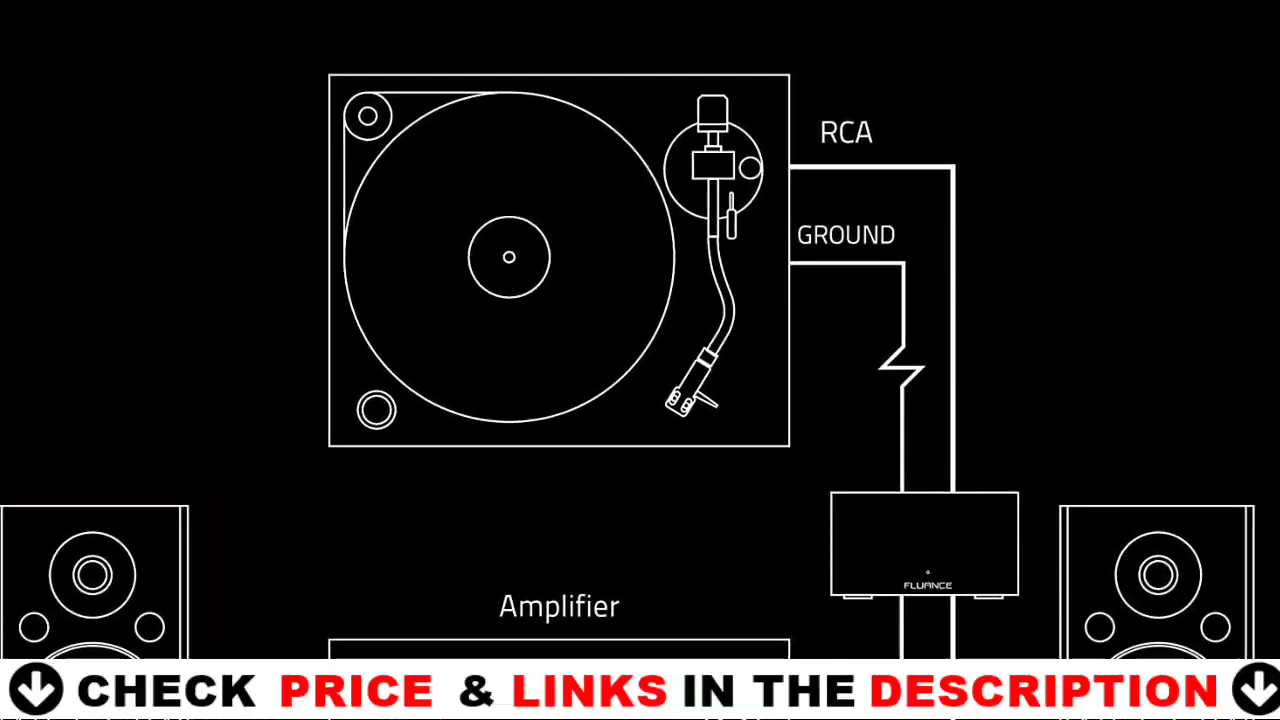 RCA
GROUND
FLUANCE
Amplifier
CHECK PRICE & LINKS IN THE DESCRIPTION